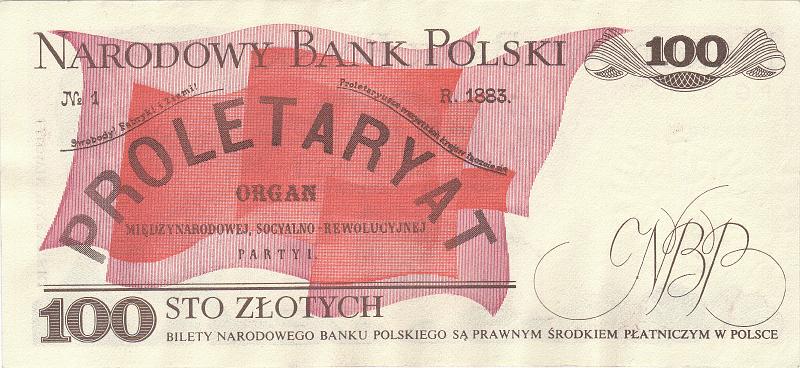 NARODOWY BANK POLSKI
100
№ 1
R. 1883.
Swobody! Fabryki i Ziemi!
Proletaryusze wszystkich krajów łączcie się
PROLETARYAT
ORGAN
MIĘDZYNARODOWEJ, SOCYALNO-REWOLUCYJNEJ
PARTYI.
NBP
100 STO ZŁOTYCH
BILETY NARODOWEGO BANKU POLSKIEGO SĄ PRAWNYM ŚRODKIEM PŁATNICZYM W POLSCE